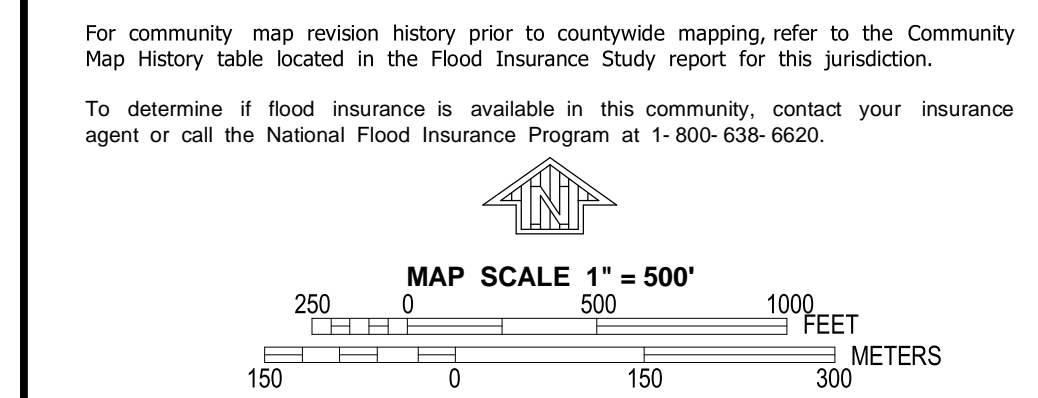 For community map revision history prior to countywide mapping, refer to the Community
Map History table located in the Flood Insurance Study report for this jurisdiction.
To determine if flood insurance is available in this community, contact your insurance
agent or call the National Flood Insurance Program at 1- 800- 638- 6620.
N
MAP SCALE 1" = 500'
250 0 500 1000
FEET
METERS
150 0 150 300